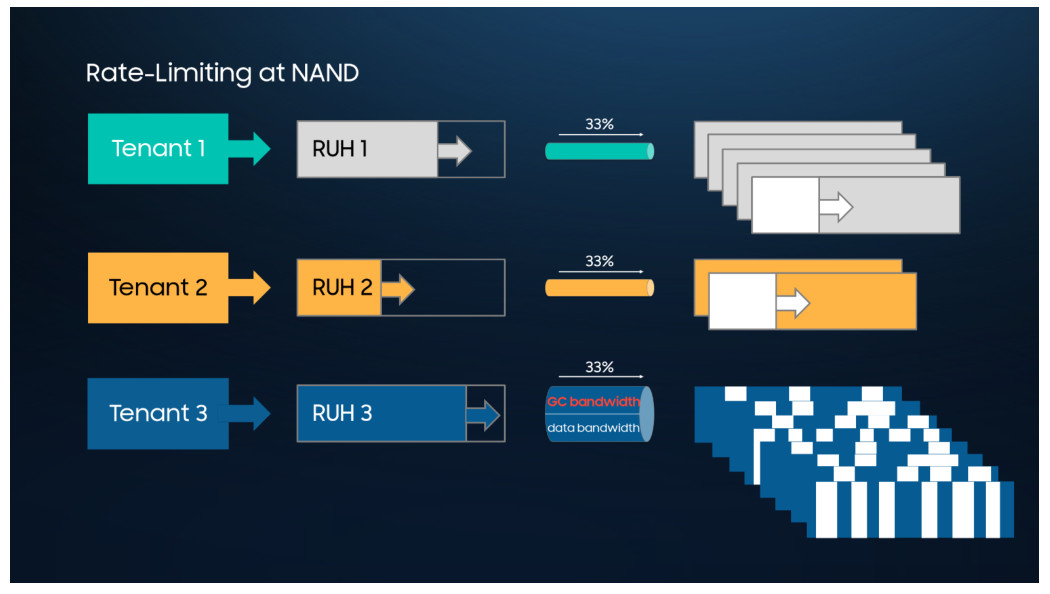 Rate-Limiting at NAND
Tenant 1
RUH 1
33%
Tenant 2
RUH 2
33%
Tenant 3
RUH 3
33%
GC bandwidth
data bandwidth